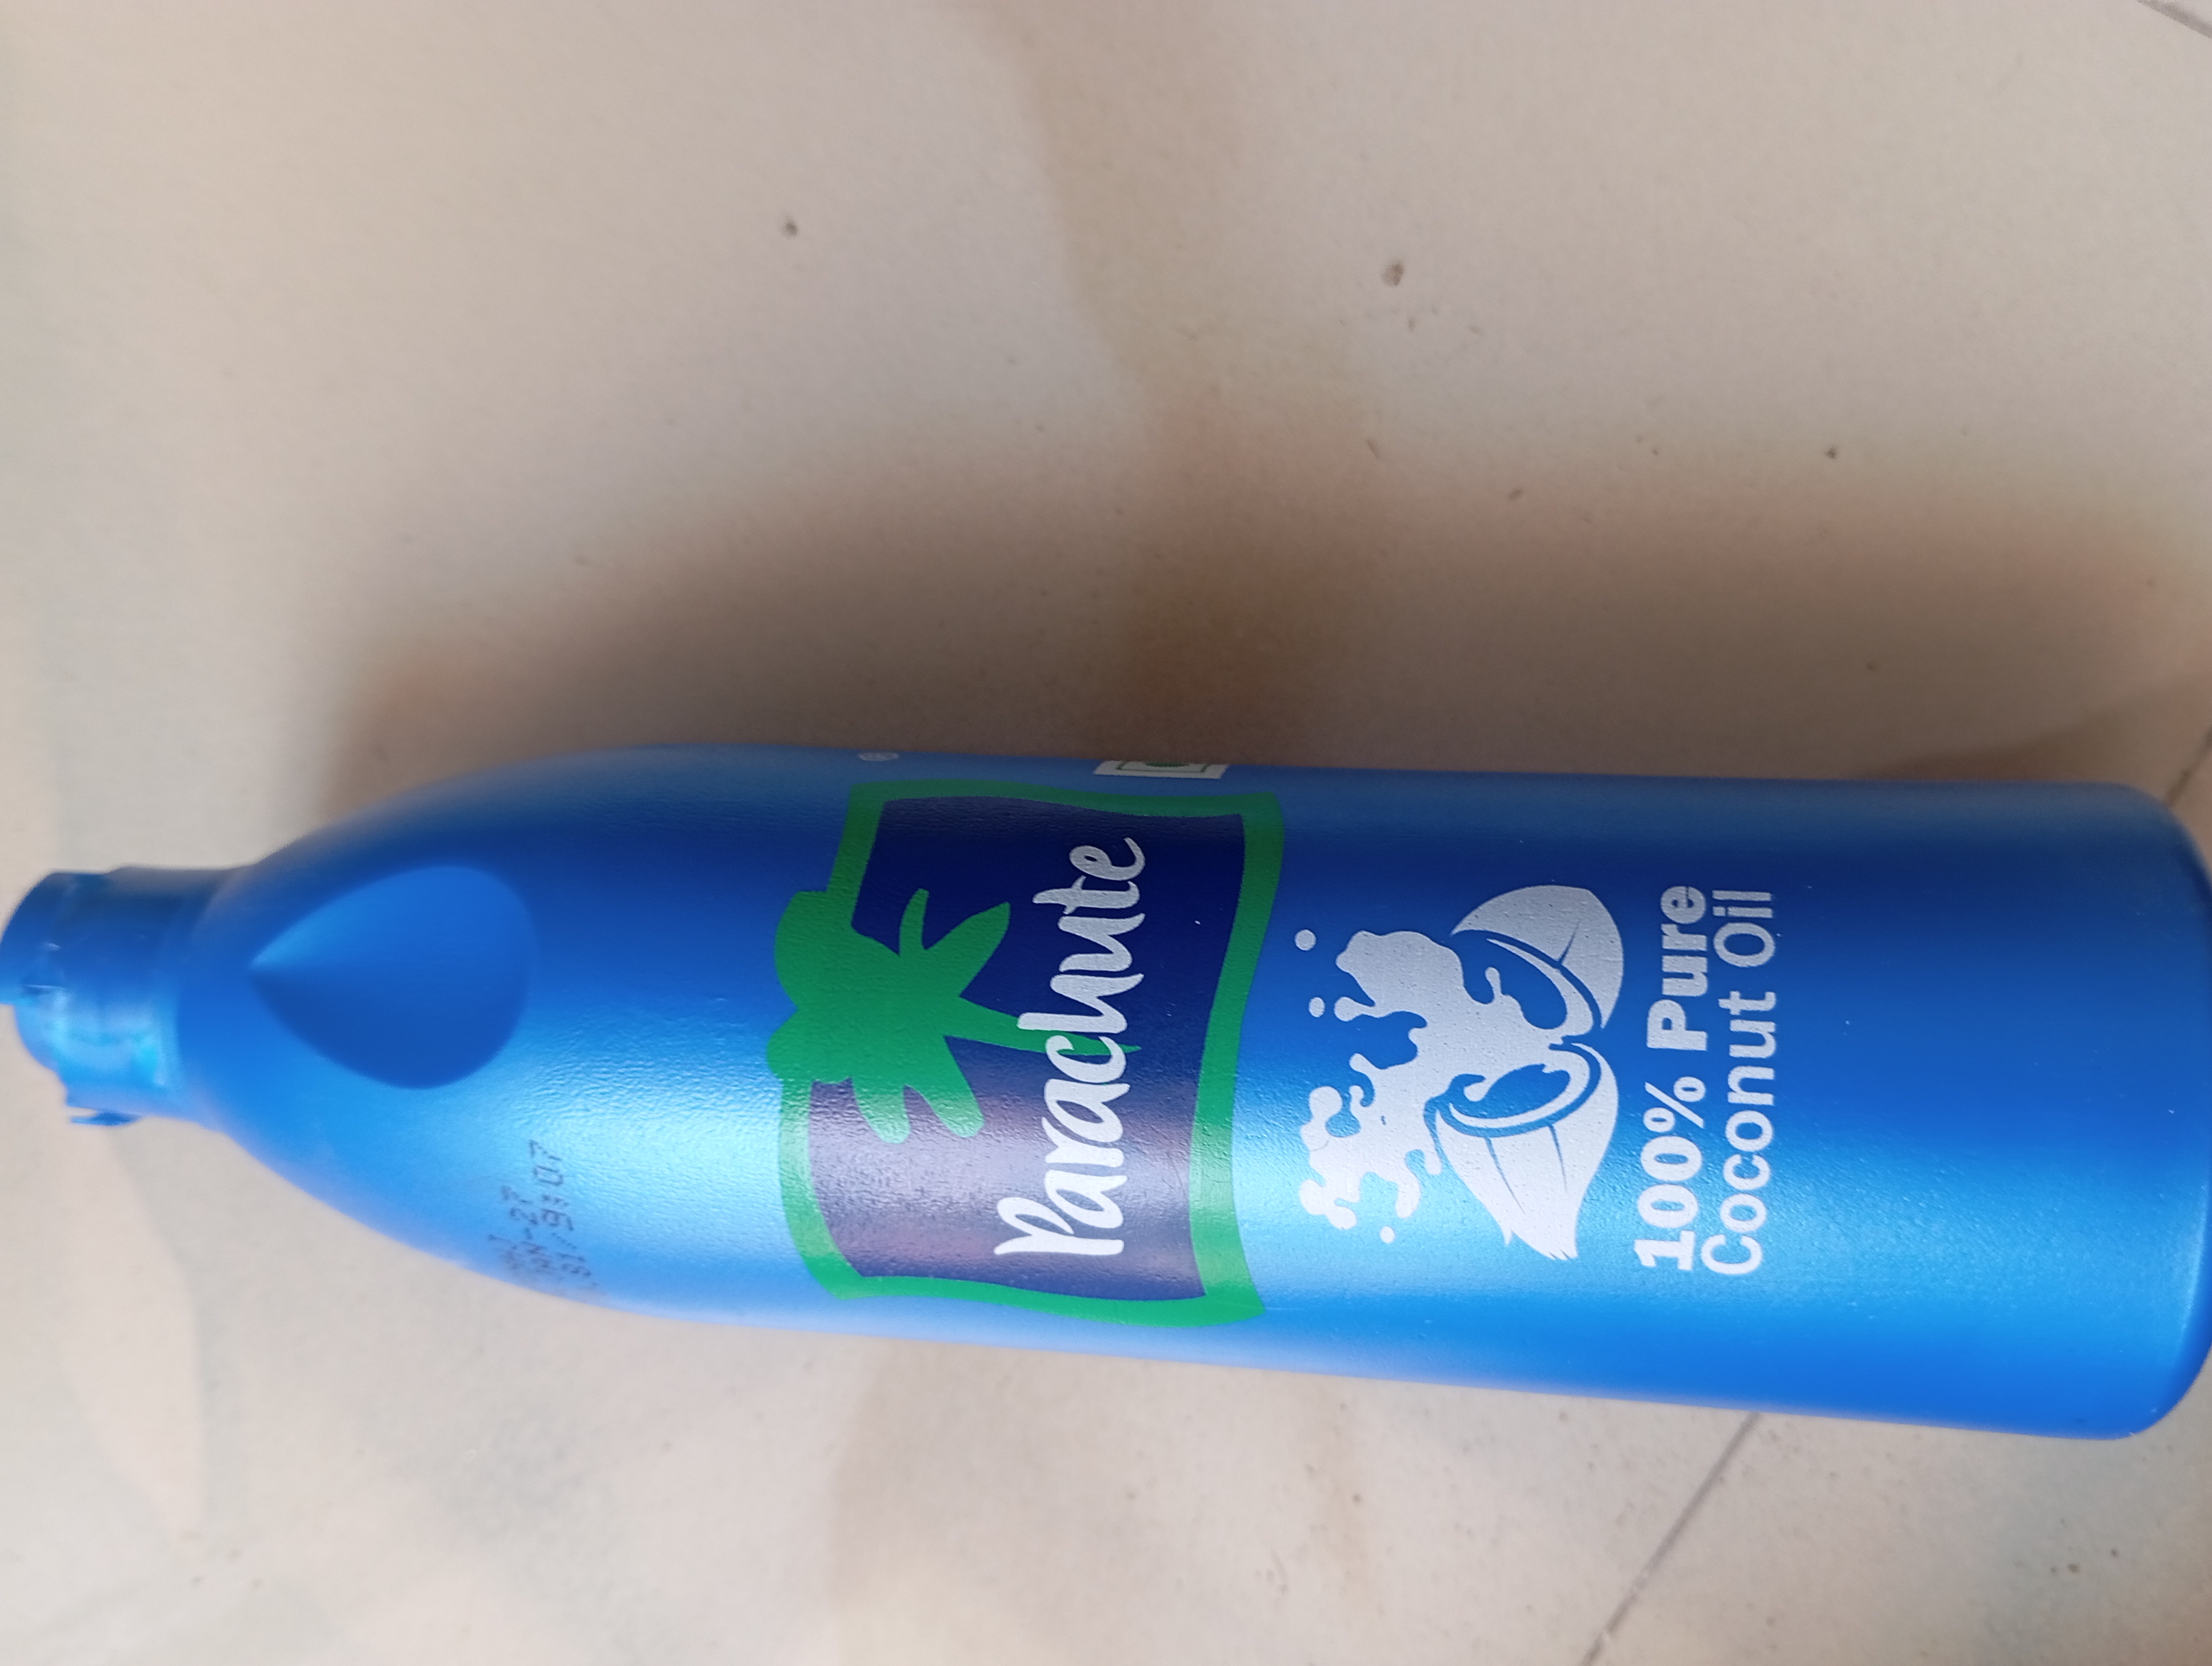 Parachute
100% Pure
Coconut Oil